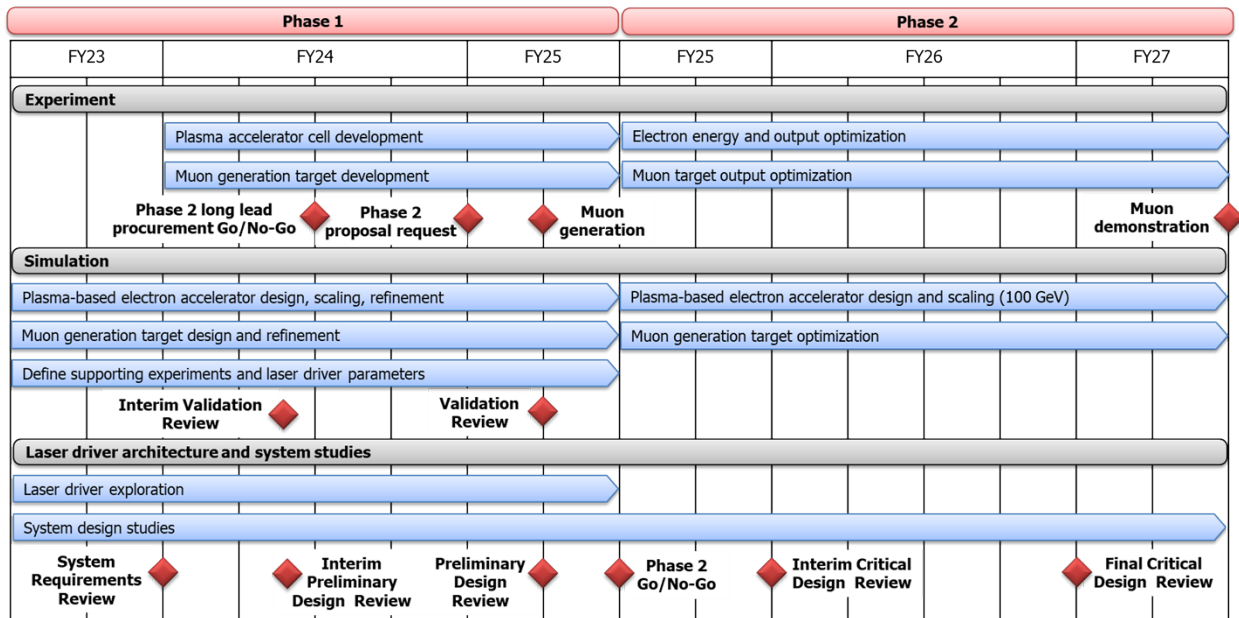 Phase 1
Phase 2
FY23
FY24
FY25
FY25
FY26
FY27
Experiment
Plasma accelerator cell development
Electron energy and output optimization
Muon generation target development
Muon target output optimization
Phase 2 long lead
procurement Go/No-Go
Phase 2
proposal request
Muon
generation
Muon
demonstration
Simulation
Plasma-based electron accelerator design, scaling, refinement
Plasma-based electron accelerator design and scaling (100 GeV)
Muon generation target design and refinement
Muon generation target optimization
Define supporting experiments and laser driver parameters
Interim Validation
Review
Validation
Review
Laser driver architecture and system studies
Laser driver exploration
System design studies
System
Requirements
Review
Interim
Preliminary
Design Review
Preliminary
Design
Review
Phase 2
Go/No-Go
Interim Critical
Design Review
Final Critical
Design Review